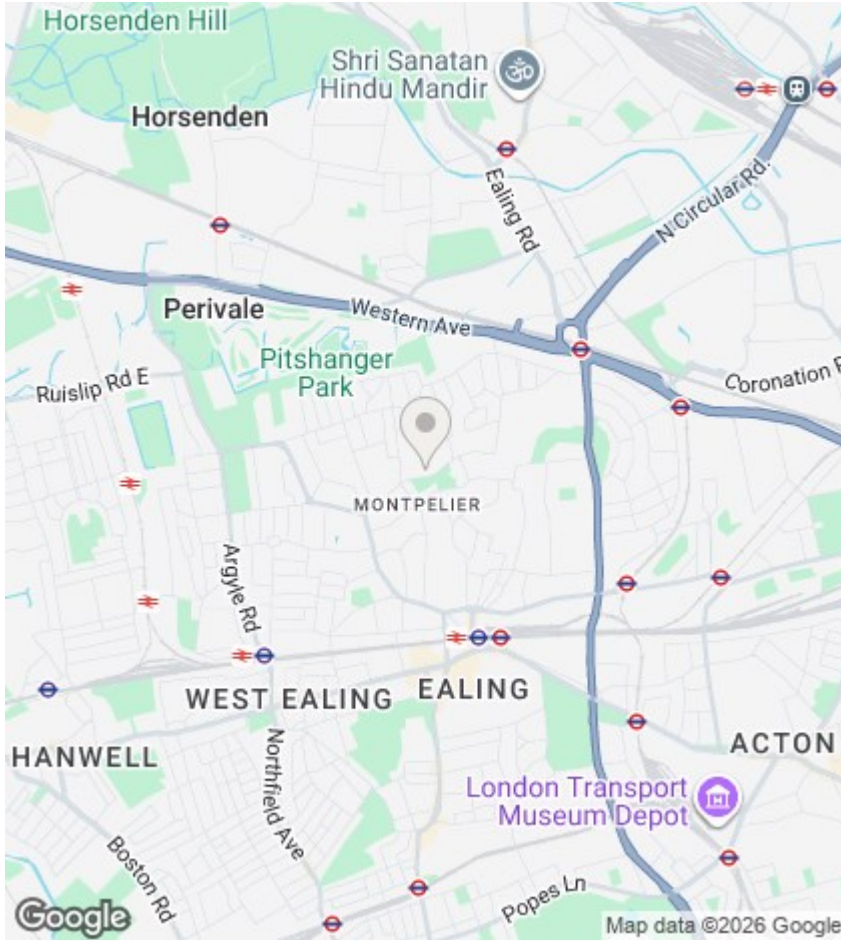 Horsenden Hill
Shri Sanatan
Hindu Mandir
Horsenden
Ealing Rd
N Circular Rd.
Perivale
Western Ave
Pitshanger
Park
Ruislip Rd E
Coronation R
MONTPELIER
Argyle Rd
WEST EALING
EALING
HANWELL
Northfield Ave
ACTON
London Transport
Museum Depot
Boston Rd
Popes Ln
Google
Map data ©2026 Google